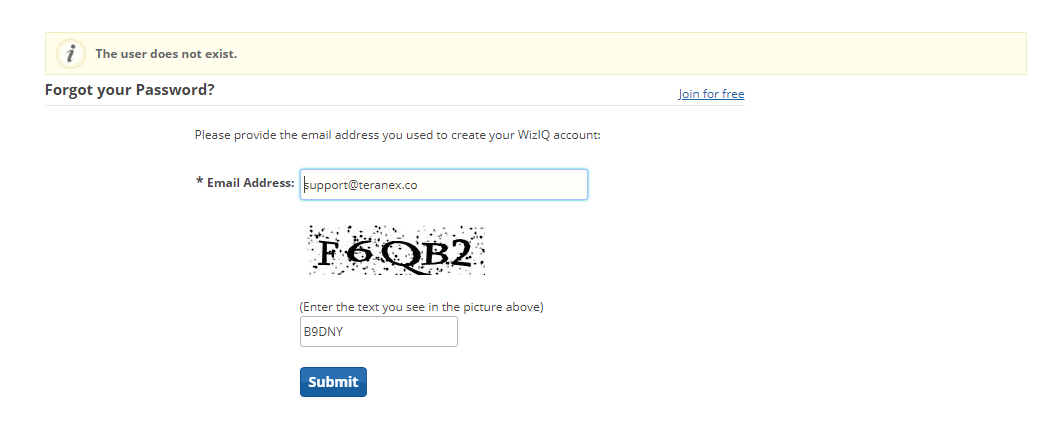 The user does not exist.
Forgot your Password?
Join for free
Please provide the email address you used to create your WizIQ account:
* Email Address: support@teranex.co
F6QB2
(Enter the text you see in the picture above)
B9DNY
Submit